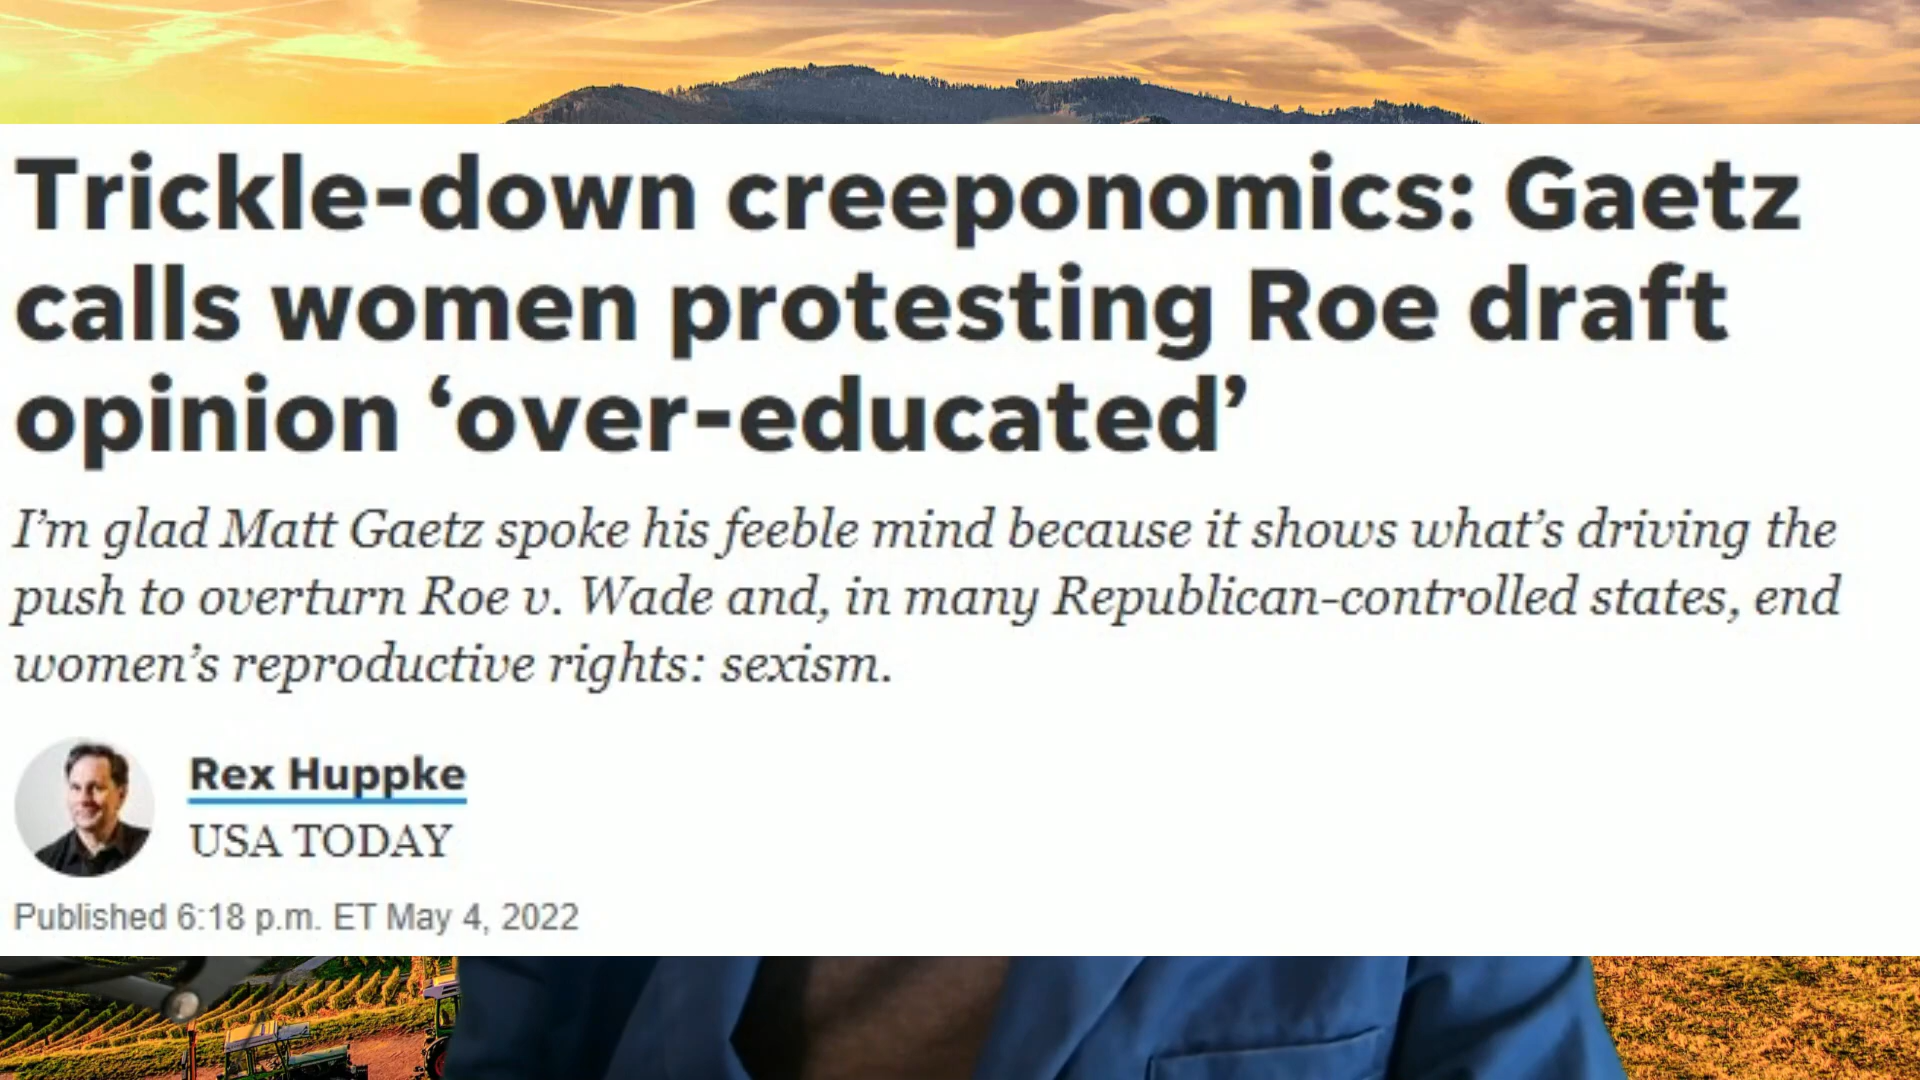 Trickle-down creeponomics: Gaetz
calls women protesting Roe draft
opinion ‘over-educated’
I’m glad Matt Gaetz spoke his feeble mind because it shows what’s driving the
push to overturn Roe v. Wade and, in many Republican-controlled states, end
women’s reproductive rights: sexism.
Rex Huppke
USA TODAY
Published 6:18 p.m. ET May 4, 2022